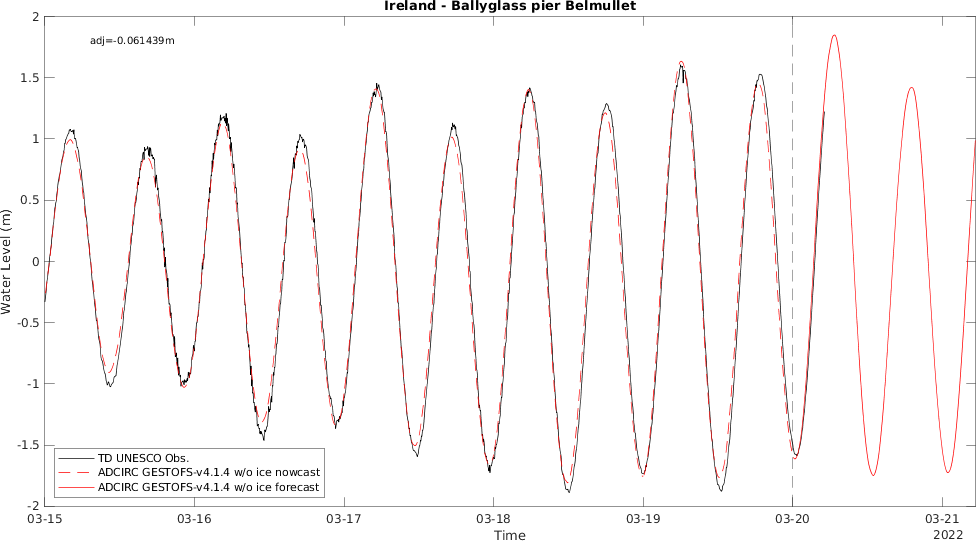 Ireland - Ballyglass pier Belmullet
adj=-0.061439m
2
1.5
1
0.5
0
-0.5
-1
-1.5
-2
Water Level (m)
TD UNESCO Obs.
ADCIRC GESTOFS-v4.1.4 w/o ice nowcast
ADCIRC GESTOFS-v4.1.4 w/o ice forecast
03-15 03-16 03-17 03-18 03-19 03-20 03-21
Time
2022